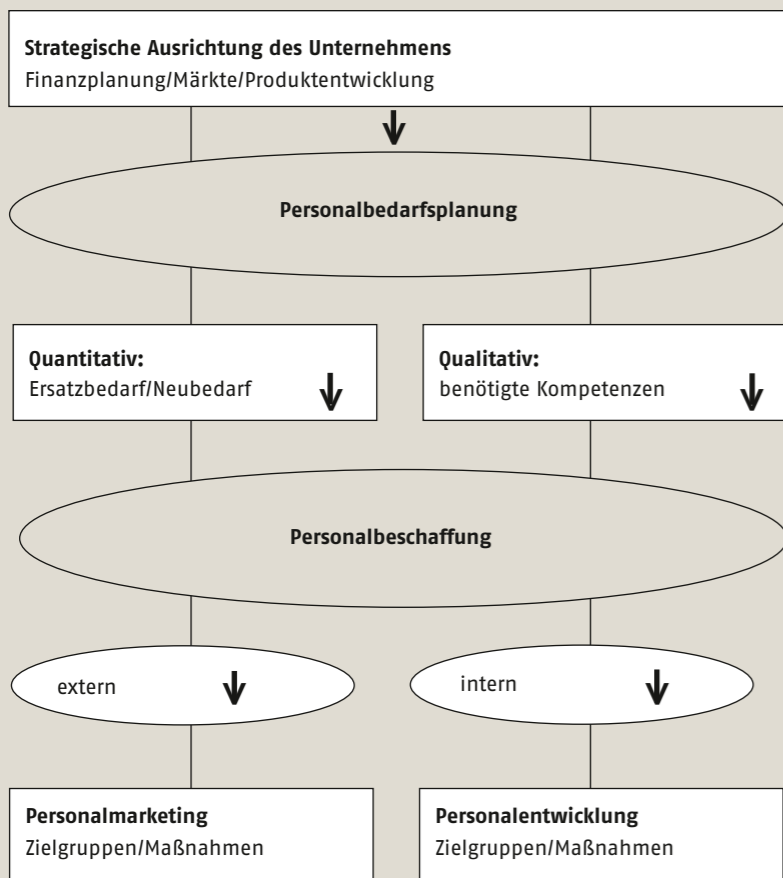 Strategische Ausrichtung des Unternehmens
Finanzplanung/Märkte/Produktentwicklung
Personalbedarfsplanung
Quantitativ:
Ersatzbedarf/Neubedarf
Qualitativ:
benötigte Kompetenzen
Personalbeschaffung
extern
intern
Personalmarketing
Zielgruppen/Maßnahmen
Personalentwicklung
Zielgruppen/Maßnahmen